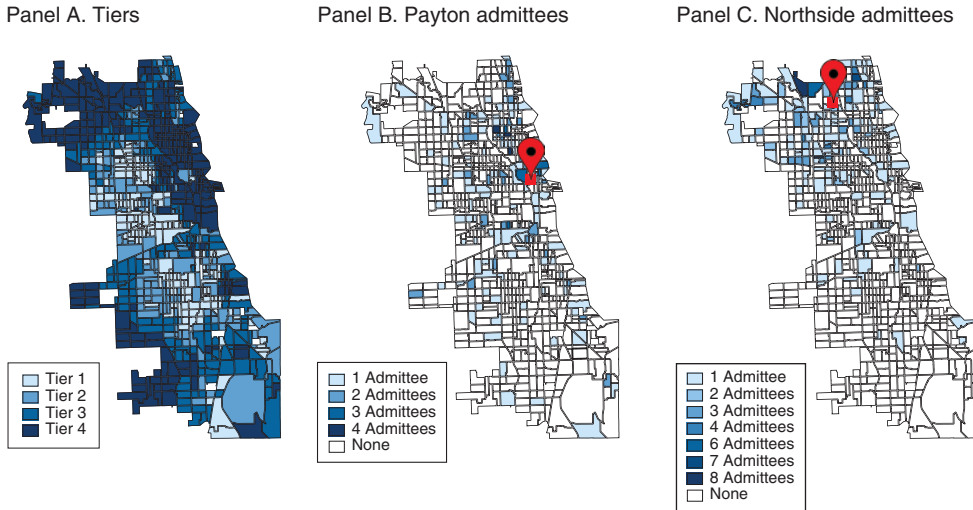 Panel A. Tiers
Tier 1
Tier 2
Tier 3
Tier 4
Panel B. Payton admittees
1 Admittee
2 Admittees
3 Admittees
4 Admittees
None
Panel C. Northside admittees
1 Admittee
2 Admittees
3 Admittees
4 Admittees
6 Admittees
7 Admittees
8 Admittees
None